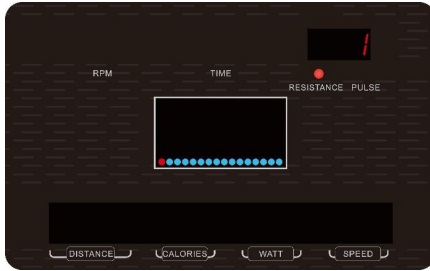 1
RPM TIME
RESISTANCE PULSE
DISTANCE CALORIES WATT SPEED